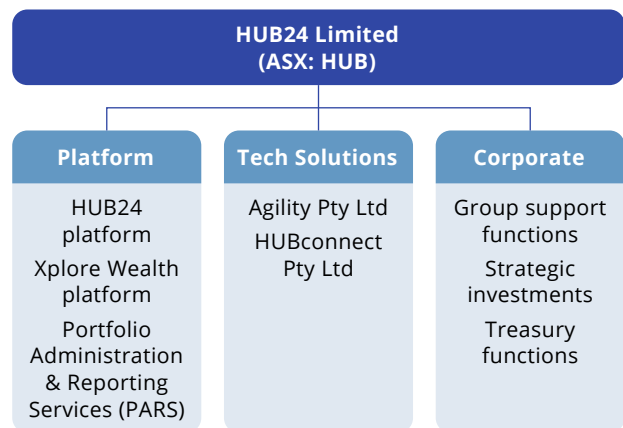 HUB24 Limited
(ASX: HUB)
Platform
HUB24
platform
Xplore Wealth
platform
Portfolio
Administration
& Reporting
Services (PARS)
Tech Solutions
Agility Pty Ltd
HUBconnect
Pty Ltd
Corporate
Group support
functions
Strategic
investments
Treasury
functions